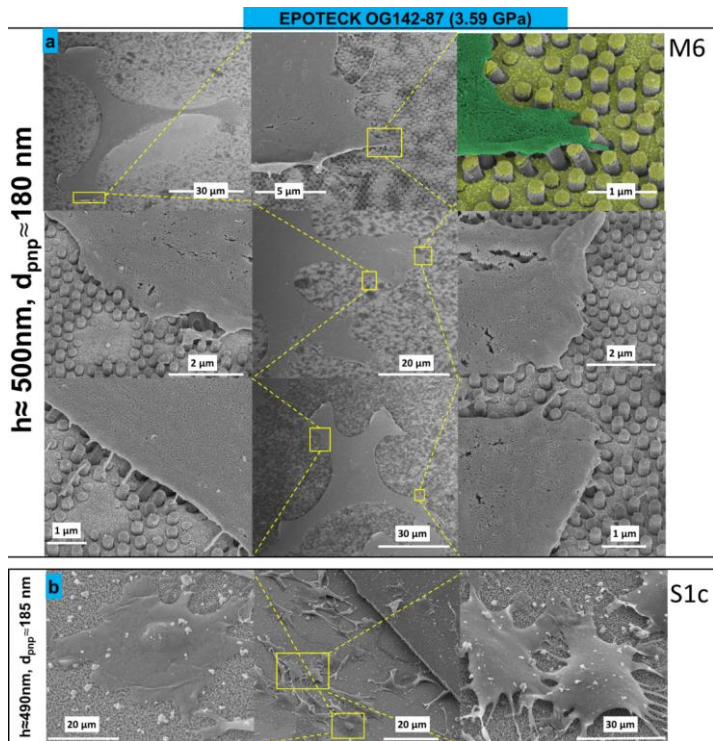 EPOTECK OG142-87 (3.59 GPa)
a
M6
h≈ 500nm, dpnp≈180 nm
30 µm
5 µm
1 µm
2 µm
20 µm
2 µm
1 µm
30 µm
1 µm
b
S1c
h≈490nm, dpnp≈185 nm
20 µm
20 µm
30 µm